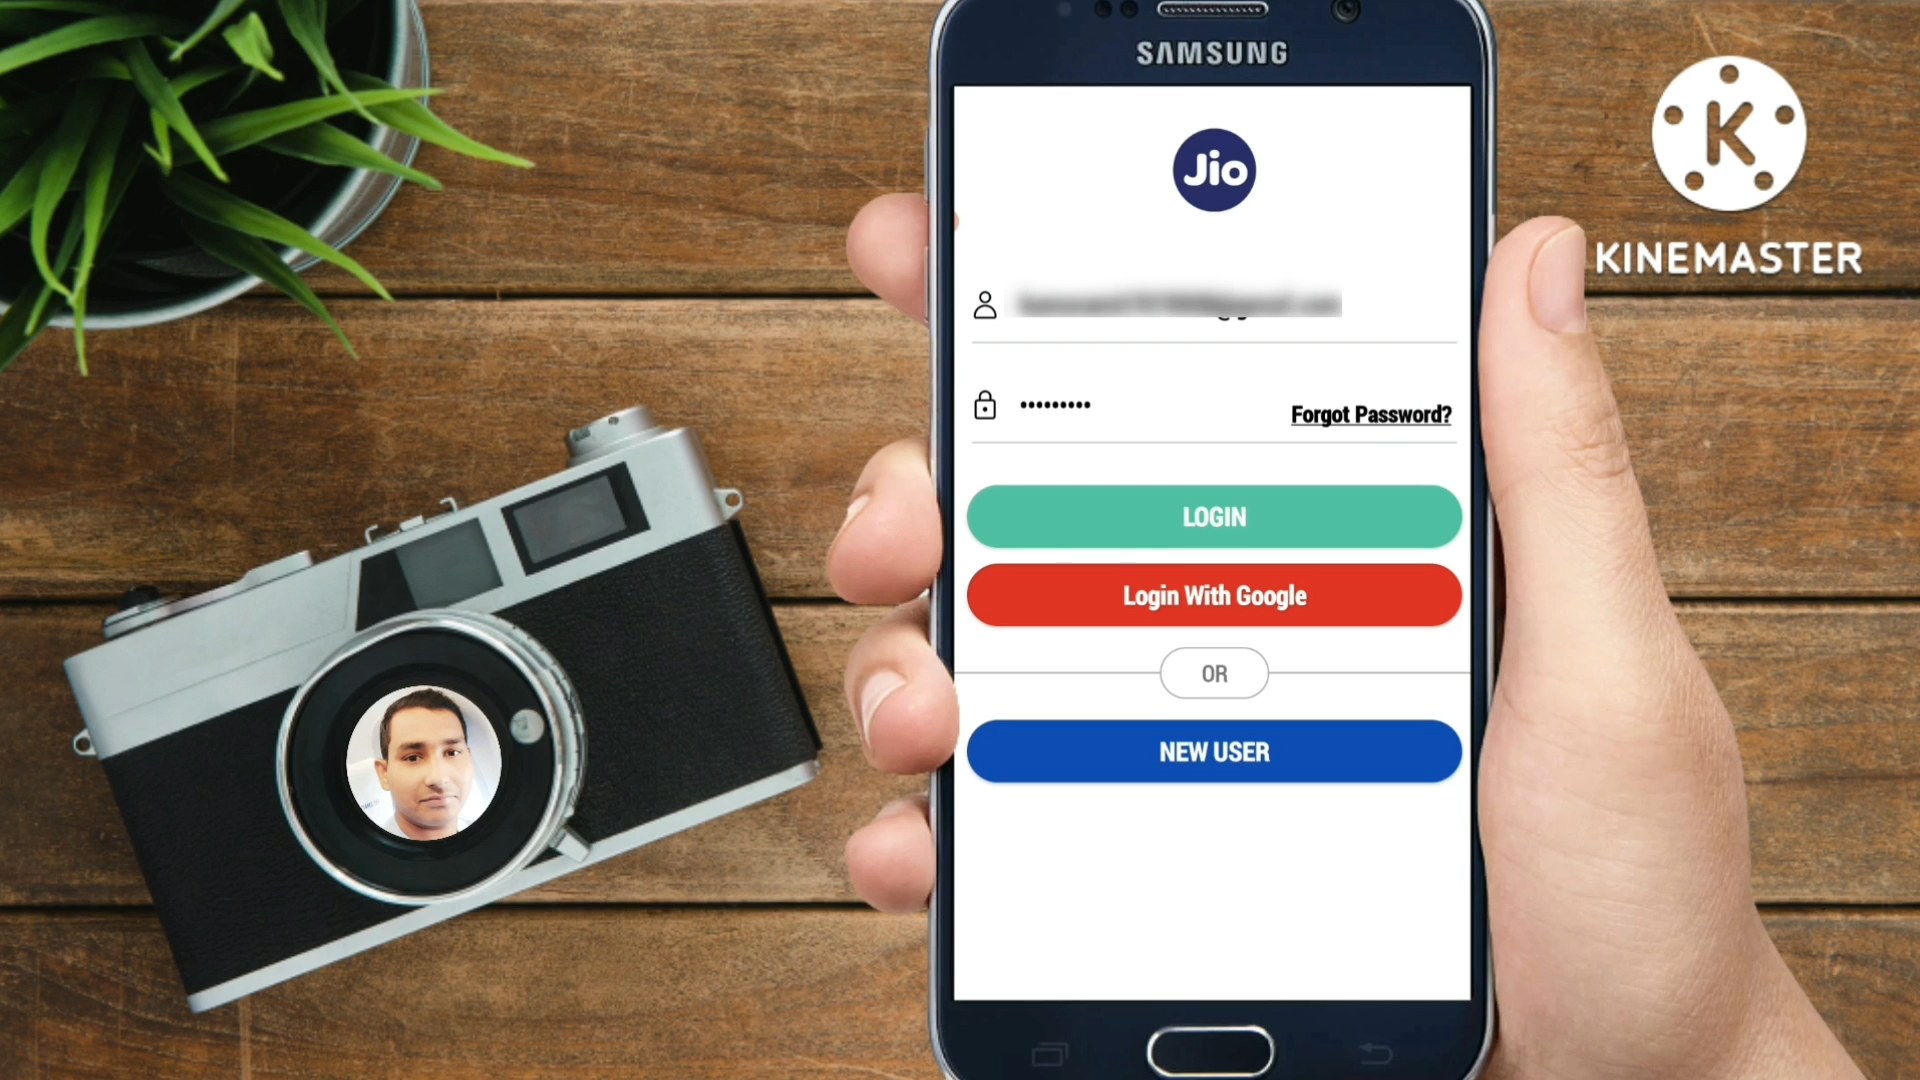 SAMSUNG
Jio
Forgot Password?
LOGIN
Login With Google
OR
NEW USER
K
KINEMASTER